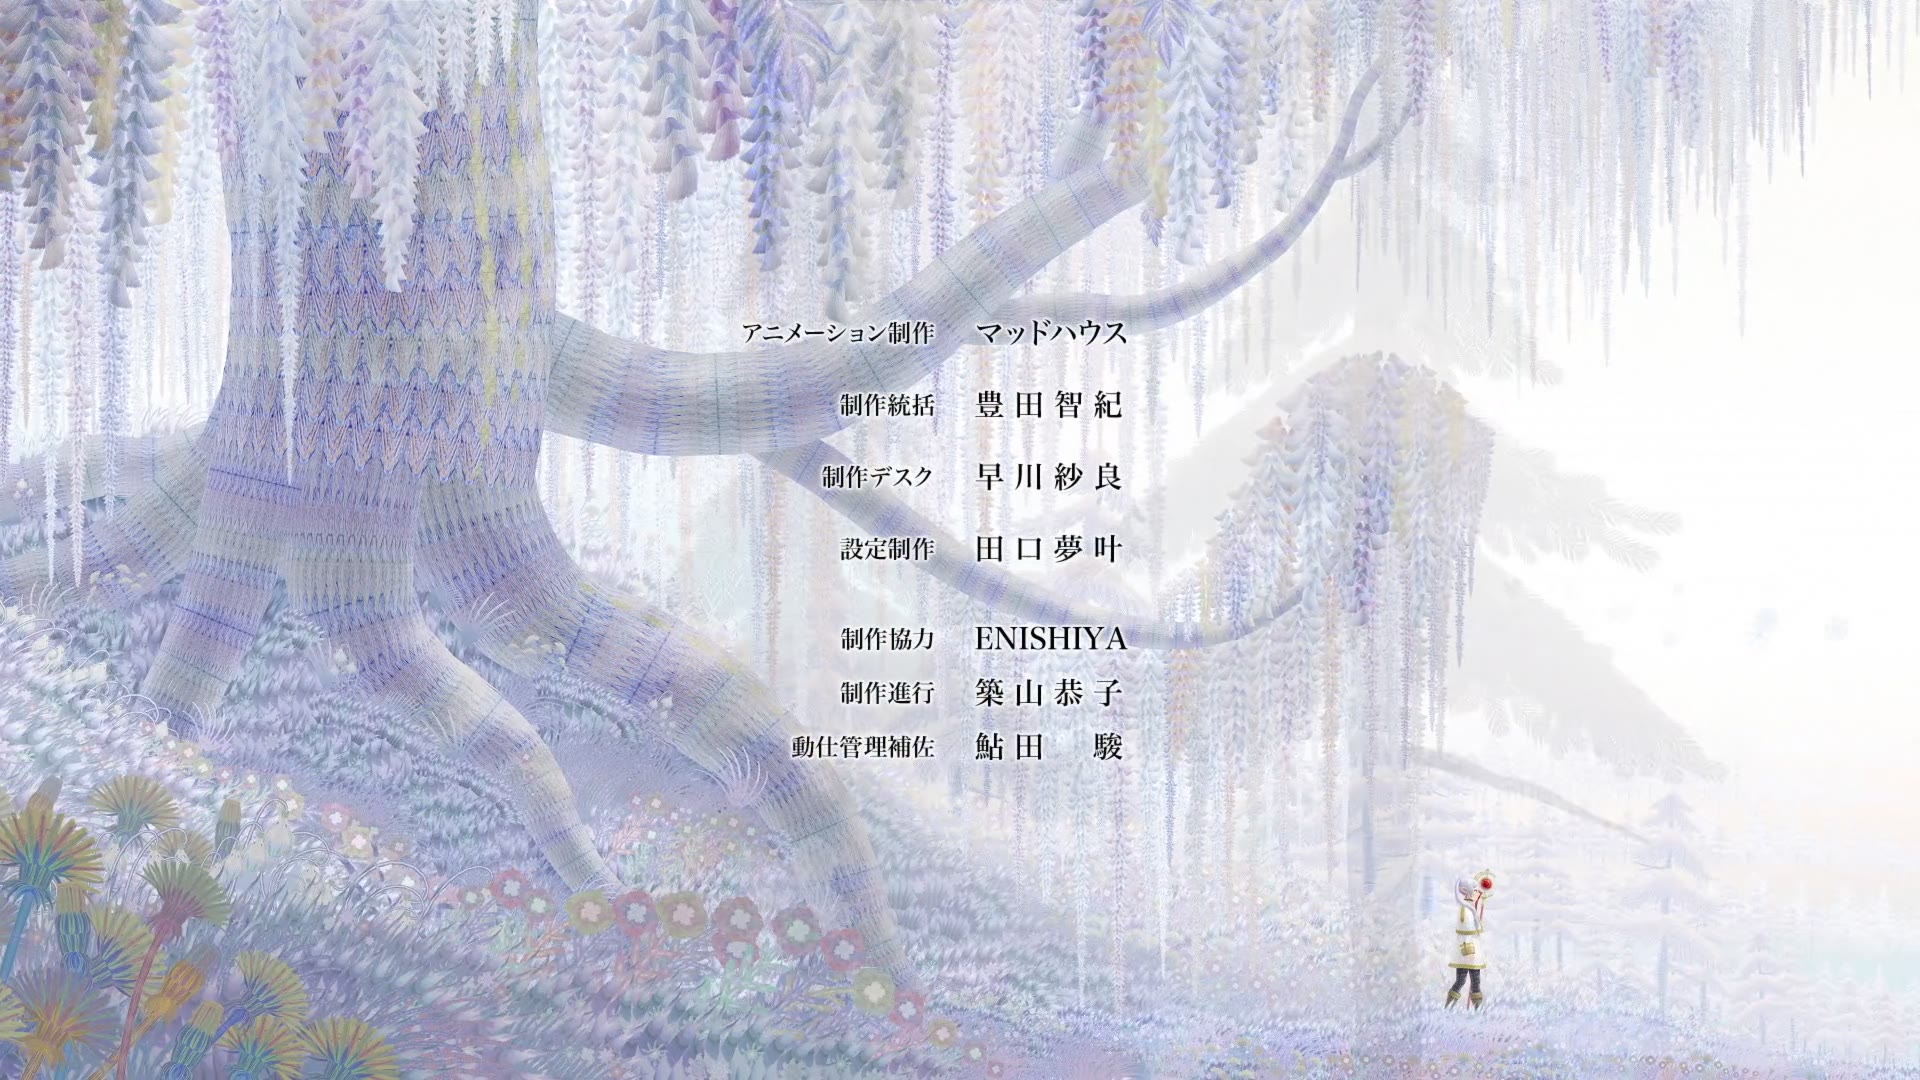 アニメーション制作 マッドハウス
制作統括 豊田智紀
制作デスク 早川紗良
設定制作 田口夢叶
制作協力 ENISHIYA
制作進行 築山恭子
動仕管理補佐 鮎田 駿